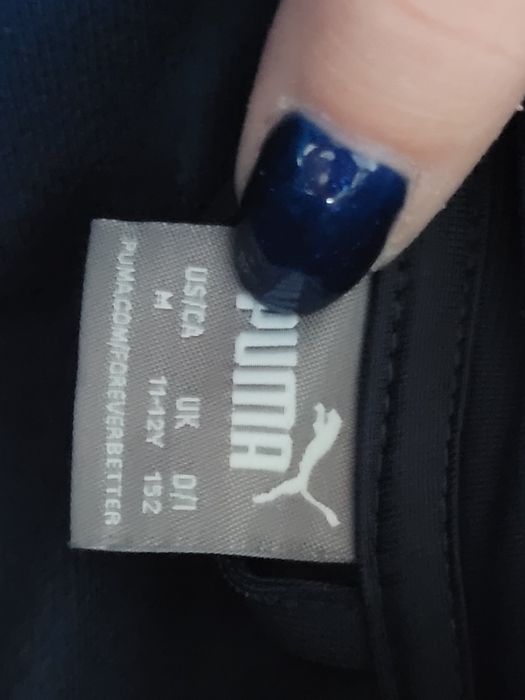 PUMA
US/CA UK D/I
M 11-12Y 152
PUMA.COM/FOREVERBETTER